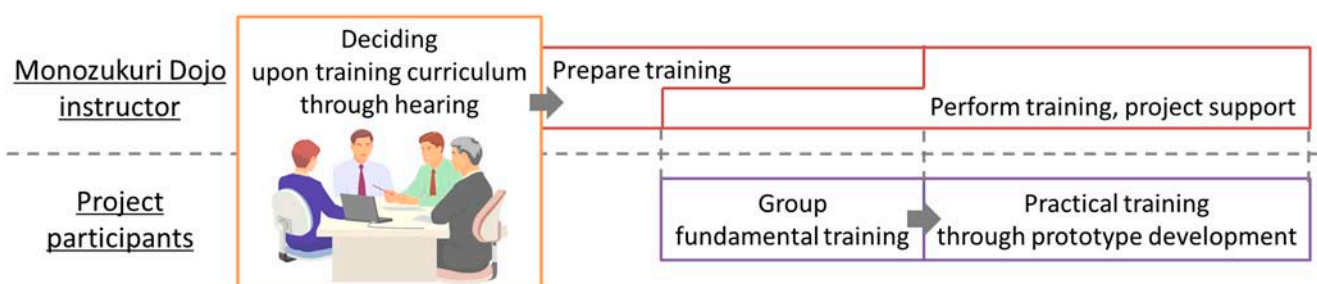 Monozukuri Dojo
instructor
Deciding
upon training curriculum
through hearing
Prepare training
Perform training, project support
Project
participants
Group
fundamental training
Practical training
through prototype development